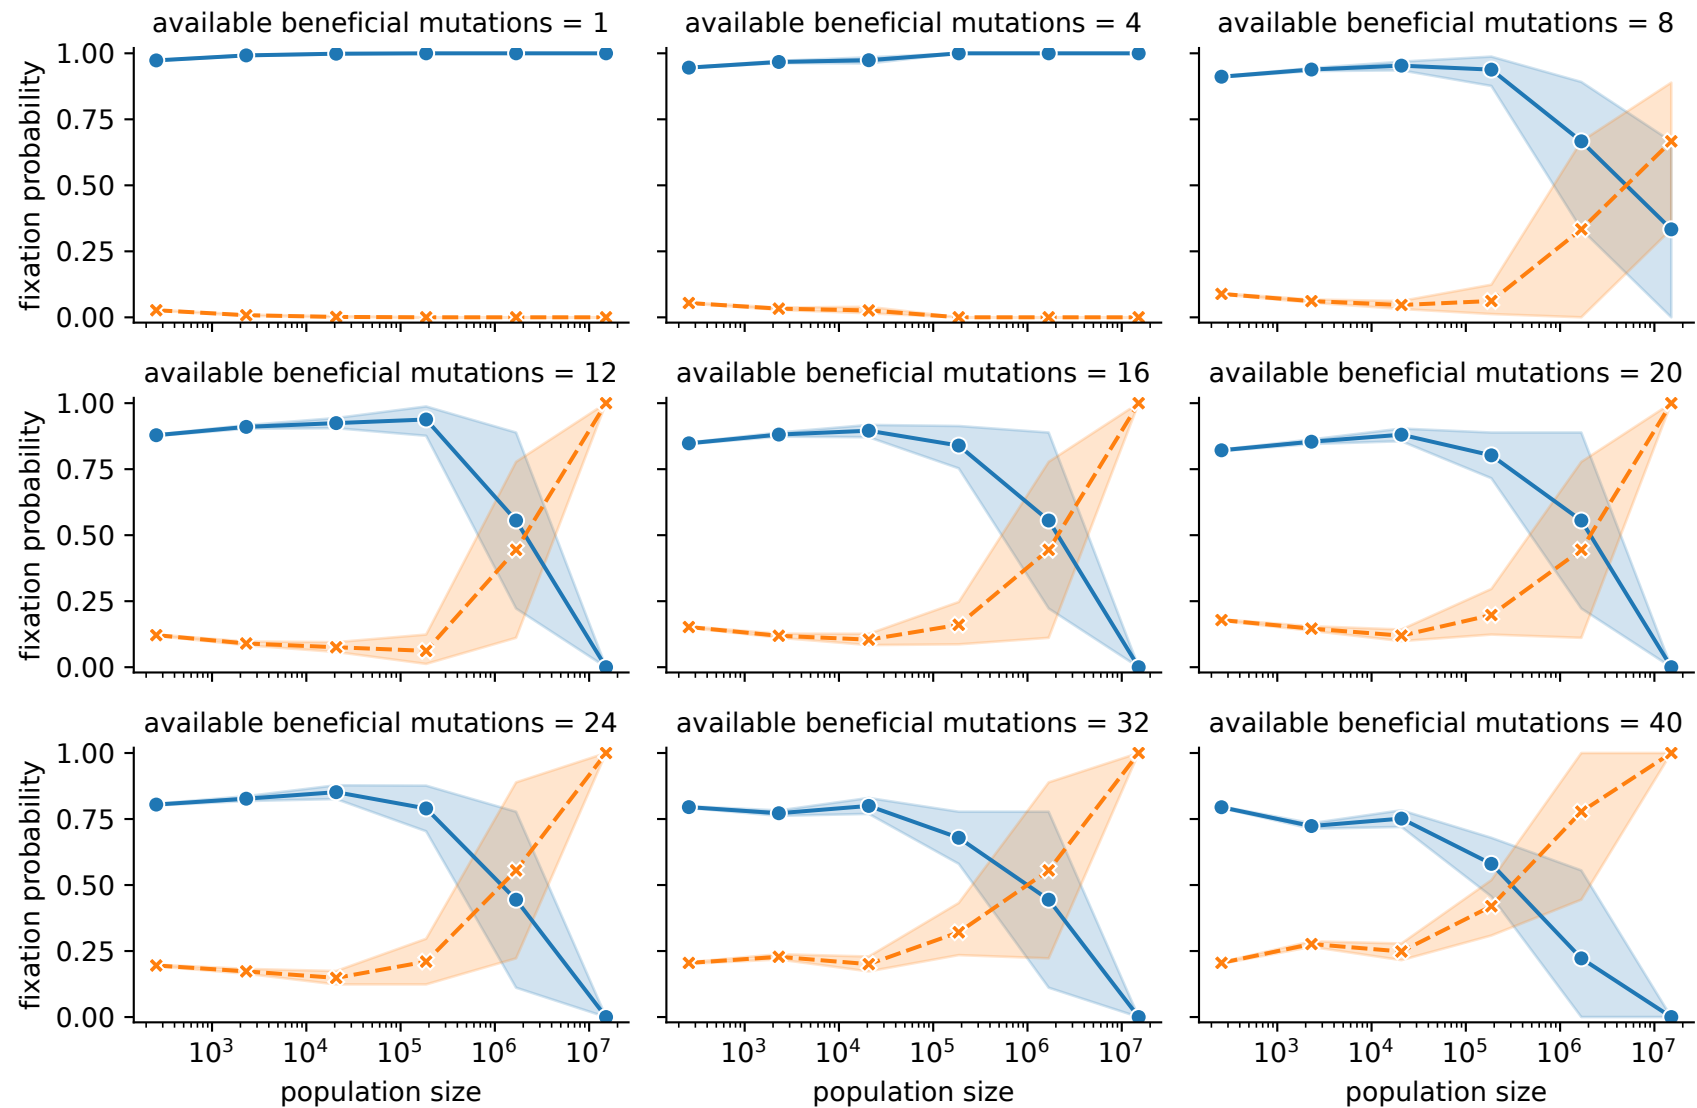 available beneficial mutations = 1
available beneficial mutations = 4
available beneficial mutations = 8
fixation probability
1.00
0.75
0.50
0.25
0.00
available beneficial mutations = 12
available beneficial mutations = 16
available beneficial mutations = 20
fixation probability
1.00
0.75
0.50
0.25
0.00
available beneficial mutations = 24
available beneficial mutations = 32
available beneficial mutations = 40
fixation probability
1.00
0.75
0.50
0.25
0.00
10³ 10⁴ 10⁵ 10⁶ 10⁷
10³ 10⁴ 10⁵ 10⁶ 10⁷
10³ 10⁴ 10⁵ 10⁶ 10⁷
population size
population size
population size